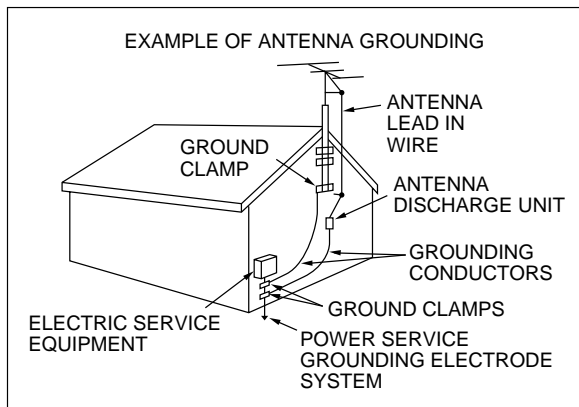 EXAMPLE OF ANTENNA GROUNDING
ANTENNA
LEAD IN
WIRE
GROUND
CLAMP
ANTENNA
DISCHARGE UNIT
GROUNDING
CONDUCTORS
GROUND CLAMPS
ELECTRIC SERVICE
EQUIPMENT
POWER SERVICE
GROUNDING ELECTRODE
SYSTEM